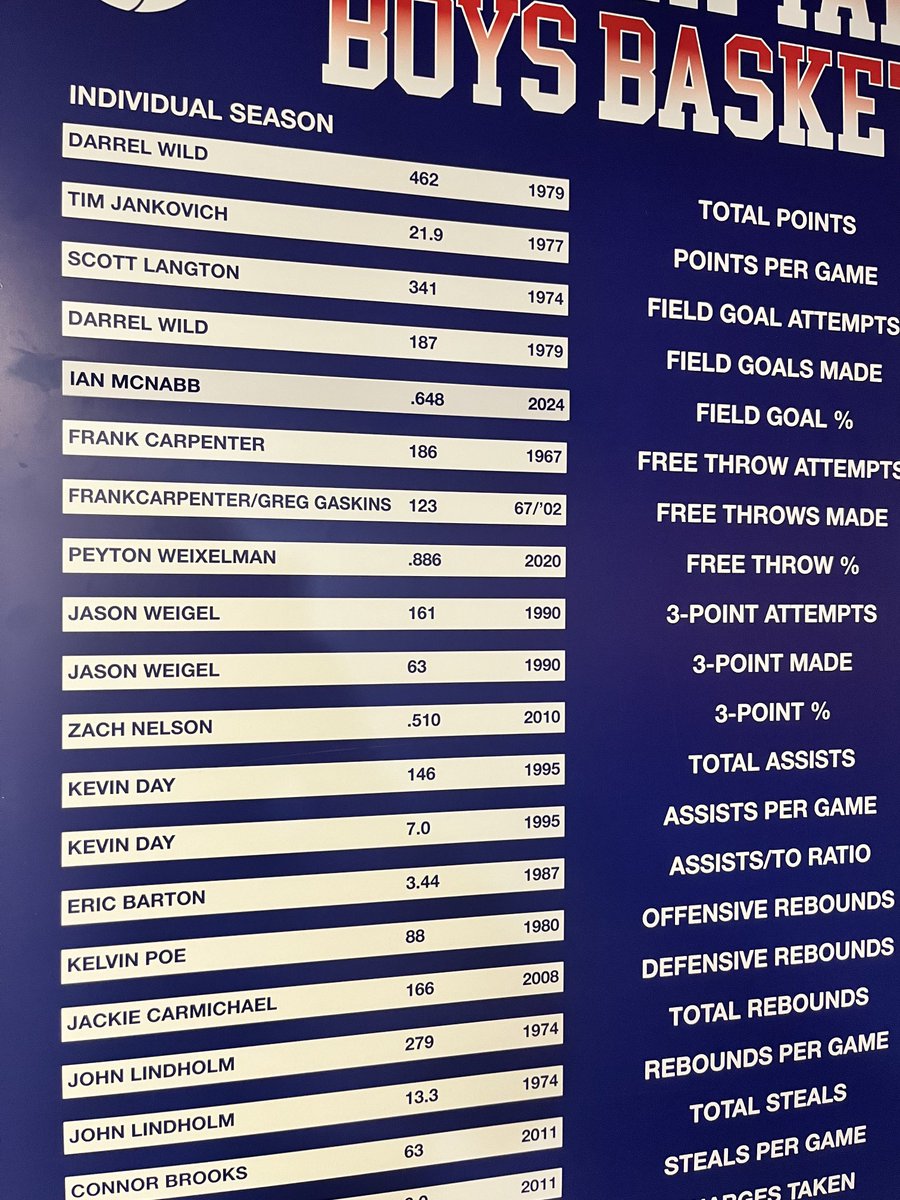 BOYS BASKET
INDIVIDUAL SEASON
DARREL WILD 462 1979 TOTAL POINTS
TIM JANKOVICH 21.9 1977 POINTS PER GAME
SCOTT LANGTON 341 1974 FIELD GOAL ATTEMPTS
DARREL WILD 187 1979 FIELD GOALS MADE
IAN MCNABB .648 2024 FIELD GOAL %
FRANK CARPENTER 186 1967 FREE THROW ATTEMPTS
FRANKCARPENTER/GREG GASKINS 123 67/'02 FREE THROWS MADE
PEYTON WEIXELMAN .886 2020 FREE THROW %
JASON WEIGEL 161 1990 3-POINT ATTEMPTS
JASON WEIGEL 63 1990 3-POINT MADE
ZACH NELSON .510 2010 3-POINT %
KEVIN DAY 146 1995 TOTAL ASSISTS
KEVIN DAY 7.0 1995 ASSISTS PER GAME
ERIC BARTON 3.44 1987 ASSISTS/TO RATIO
KELVIN POE 88 1980 OFFENSIVE REBOUNDS
JACKIE CARMICHAEL 166 2008 DEFENSIVE REBOUNDS
JOHN LINDHOLM 279 1974 TOTAL REBOUNDS
JOHN LINDHOLM 13.3 1974 REBOUNDS PER GAME
CONNOR BROOKS 63 2011 TOTAL STEALS
2011 STEALS PER GAME
TAKEN